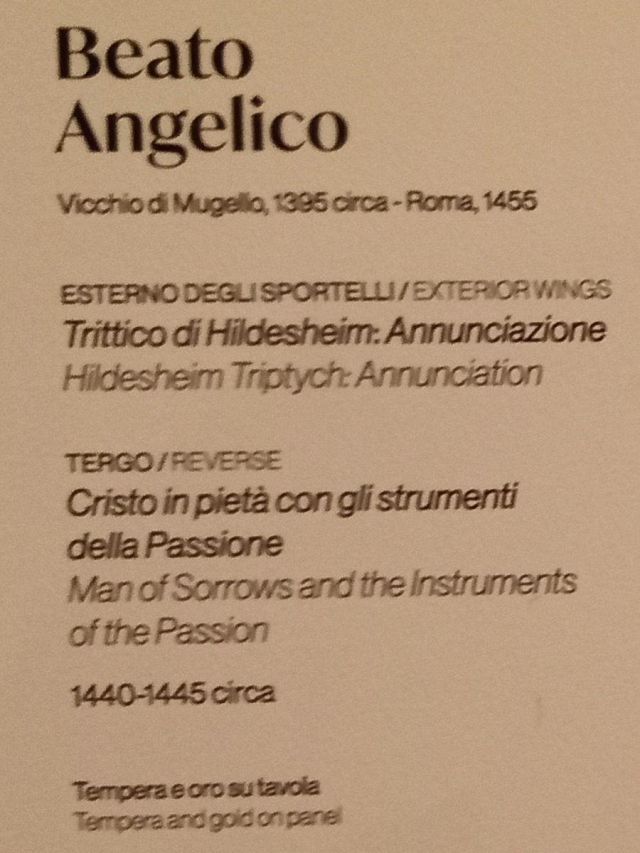 Beato
Angelico
Vicchio di Mugello, 1395 circa - Roma, 1455
ESTERNO DEGLI SPORTELLI / EXTERIOR WINGS
Trittico di Hildesheim: Annunciazione
Hildesheim Triptych: Annunciation
TERGO / REVERSE
Cristo in pietà con gli strumenti
della Passione
Man of Sorrows and the Instruments
of the Passion
1440-1445 circa
Tempera e oro su tavola
Tempera and gold on panel